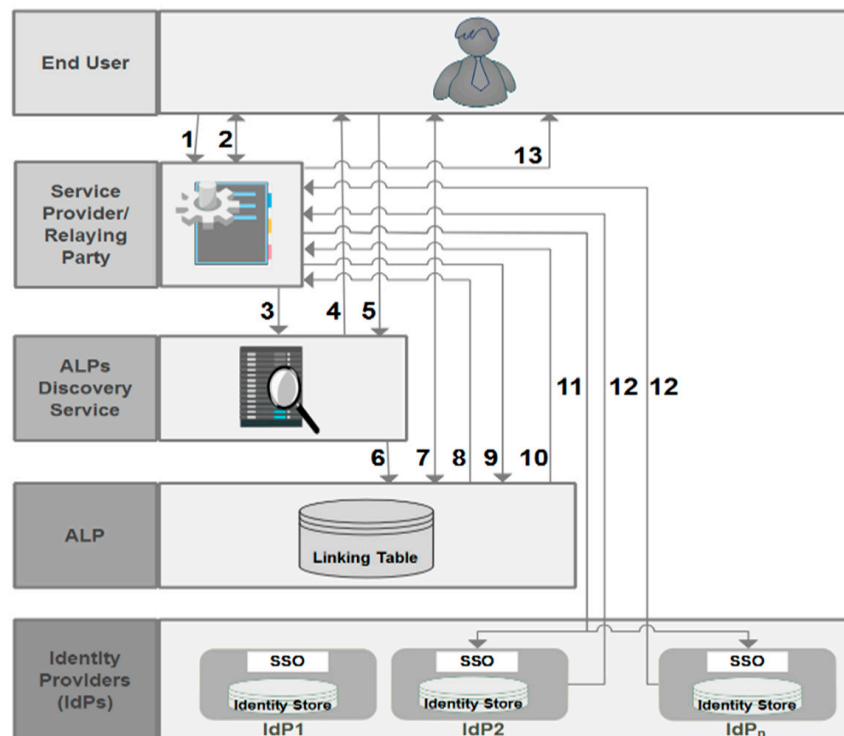 End User
1
2
13
Service
Provider/
Relaying
Party
3
4
5
ALPs
Discovery
Service
11
12
12
6
7
8
9
10
ALP
Linking Table
Identity
Providers
(IdPs)
SSO
Identity Store
IdP1
SSO
Identity Store
IdP2
SSO
Identity Store
IdPn